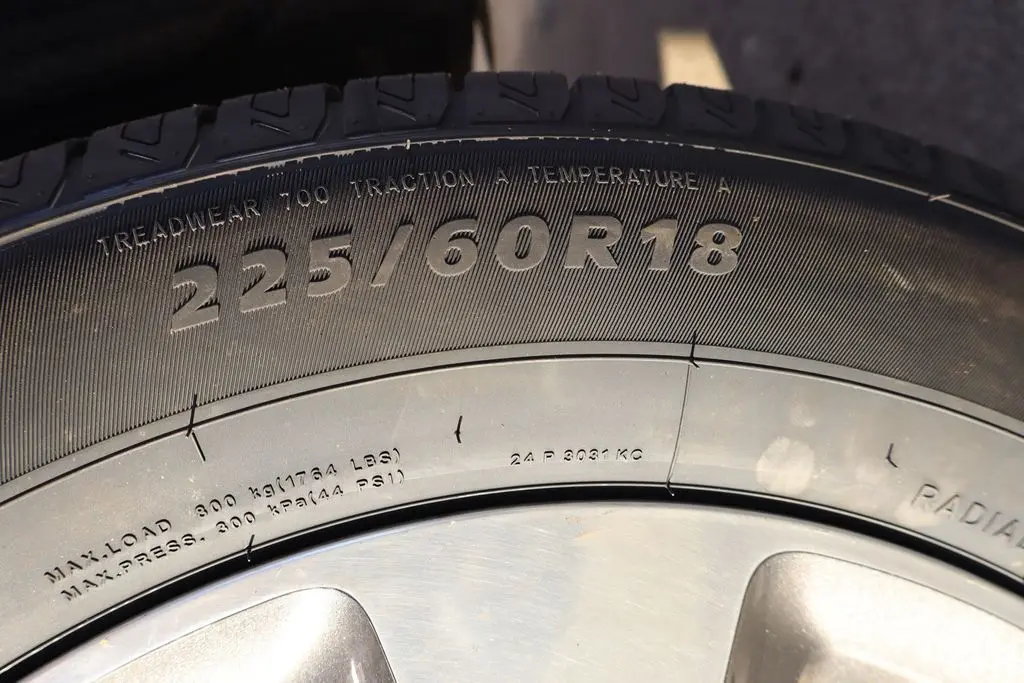 TREADWEAR 700 TRACTION A TEMPERATURE A
225/60R18
MAX.LOAD 800 kg(1764 LBS)
MAX.PRESS. 300 kPa(44 PSI)
24 P 3031 KC
RADIAL